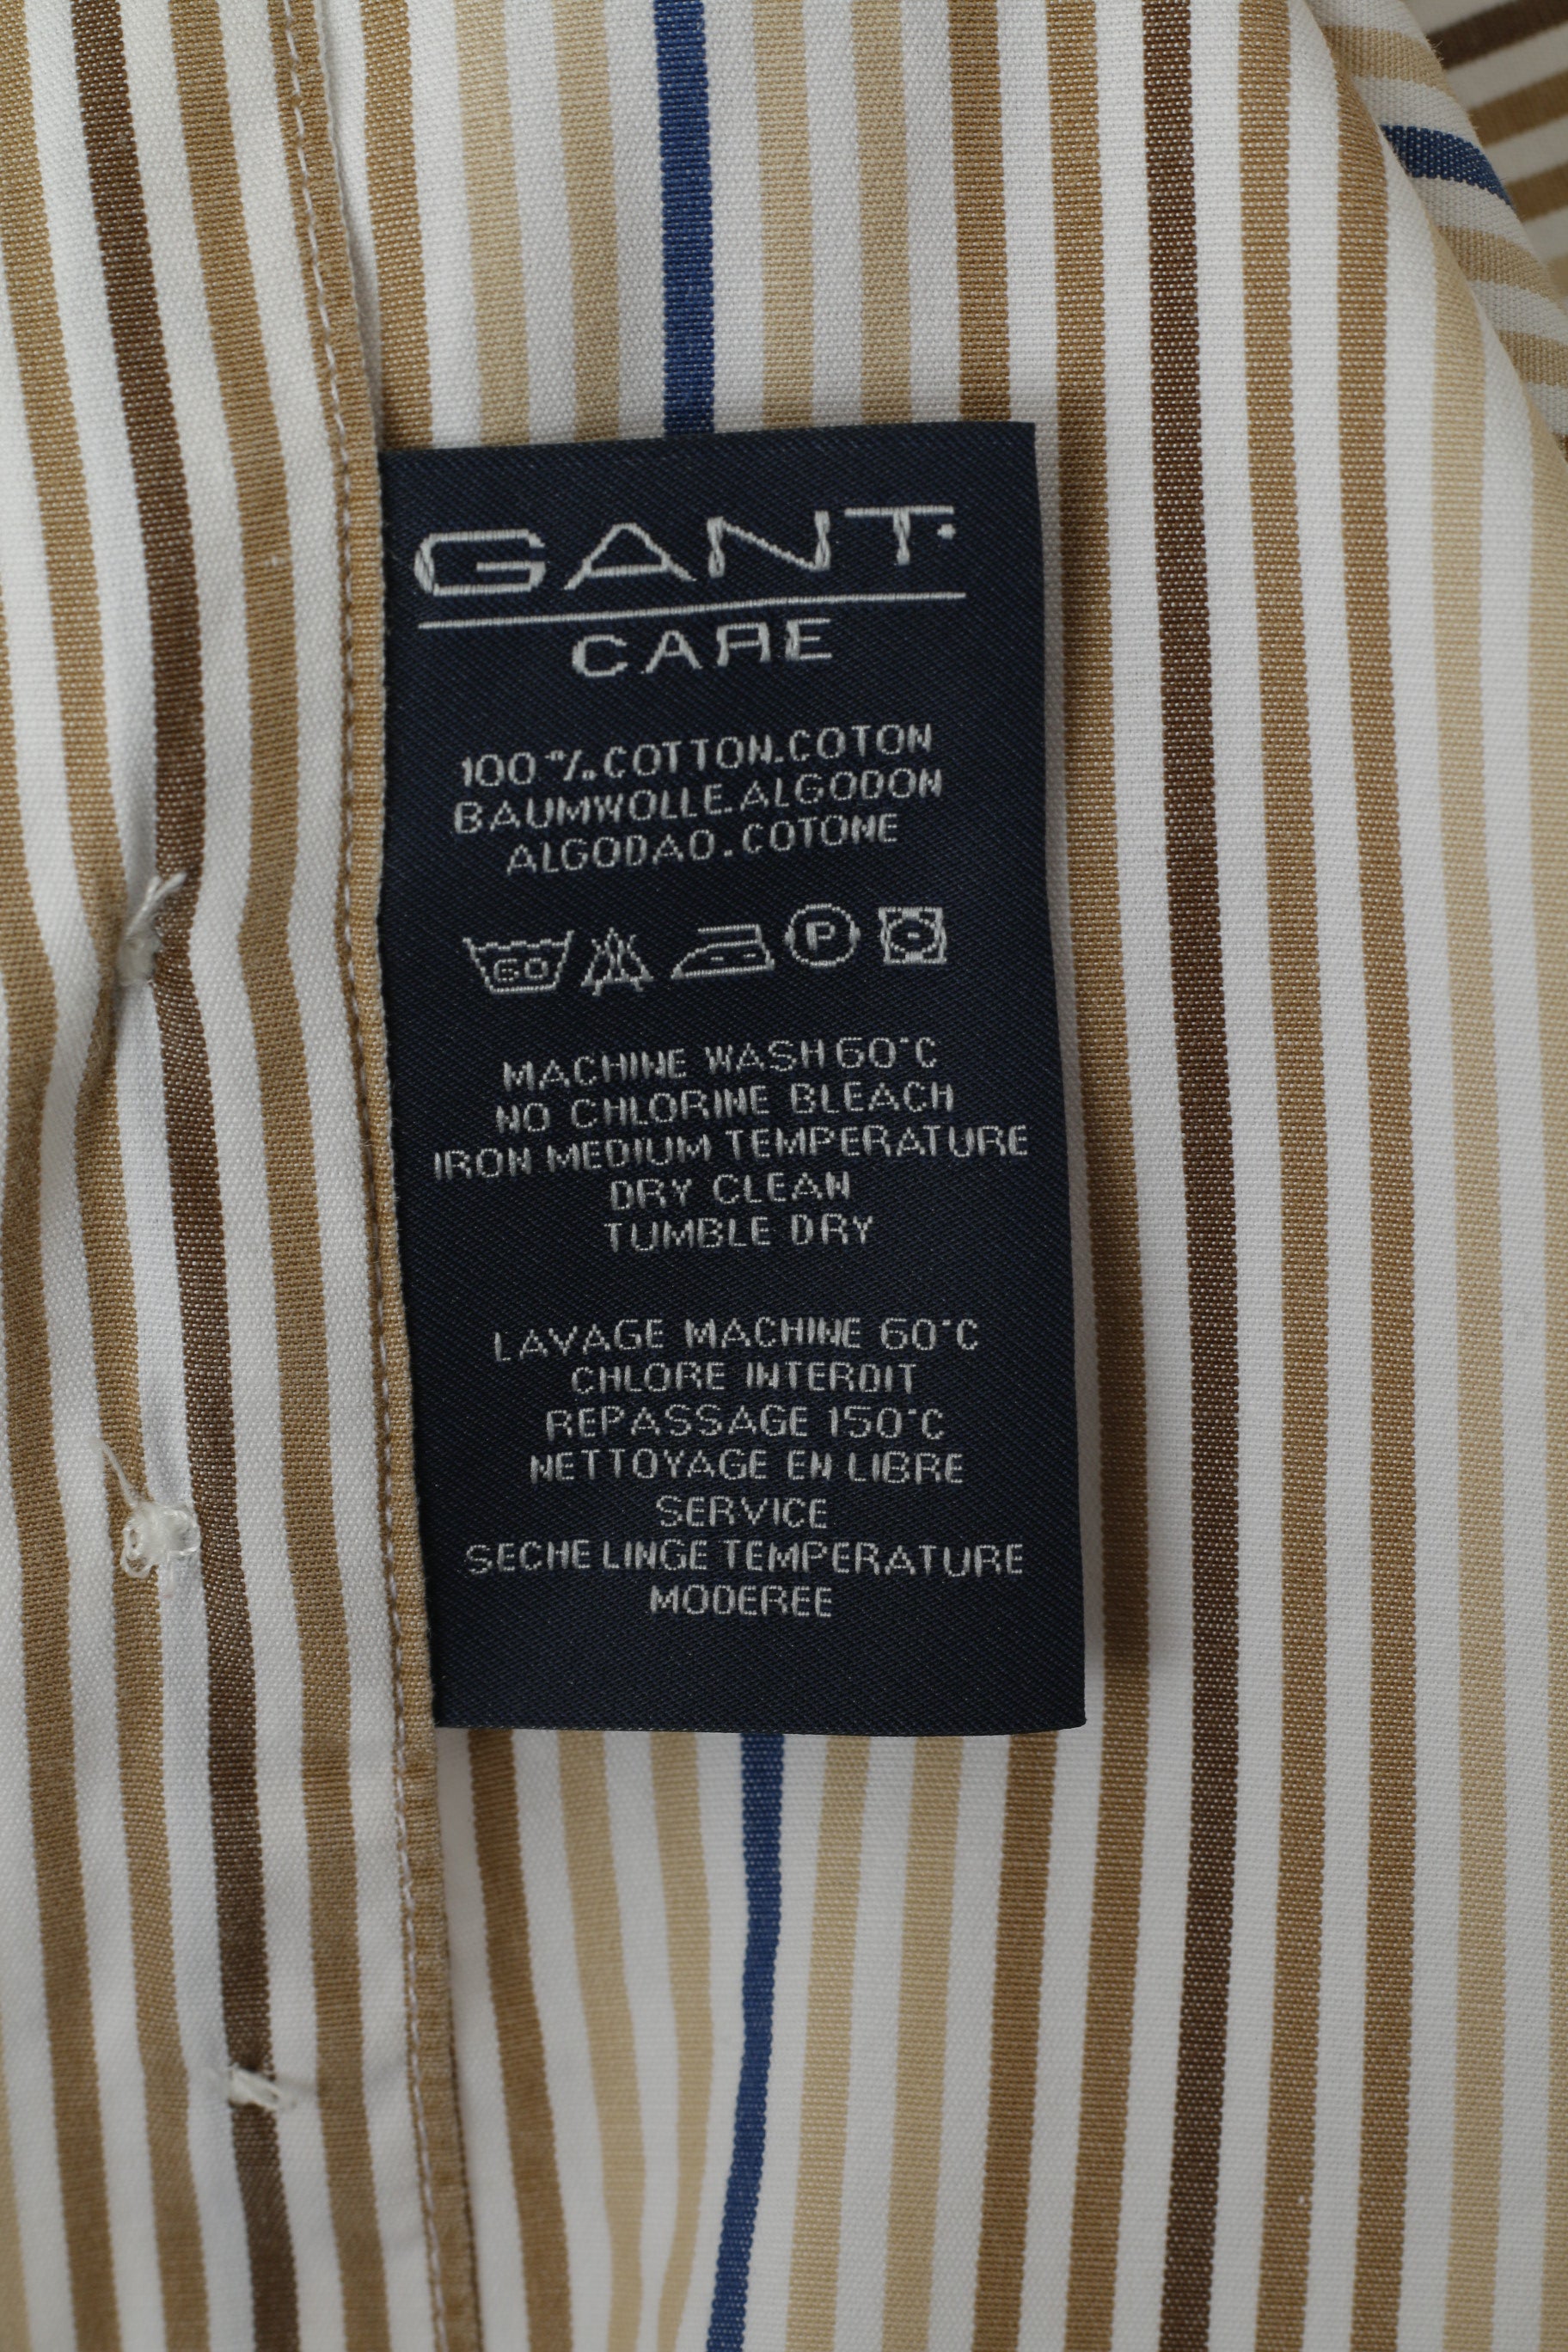 GANT.
CARE
100 %.COTTON.COTON
BAUMWOLLE.ALGODON
ALGODAO.COTONE
60 P
MACHINE WASH 60°C
NO CHLORINE BLEACH
IRON MEDIUM TEMPERATURE
DRY CLEAN
TUMBLE DRY
LAVAGE MACHINE 60°C
CHLORE INTERDIT
REPASSAGE 150°C
NETTOYAGE EN LIBRE
SERVICE
SECHE LINGE TEMPERATURE
MODEREE